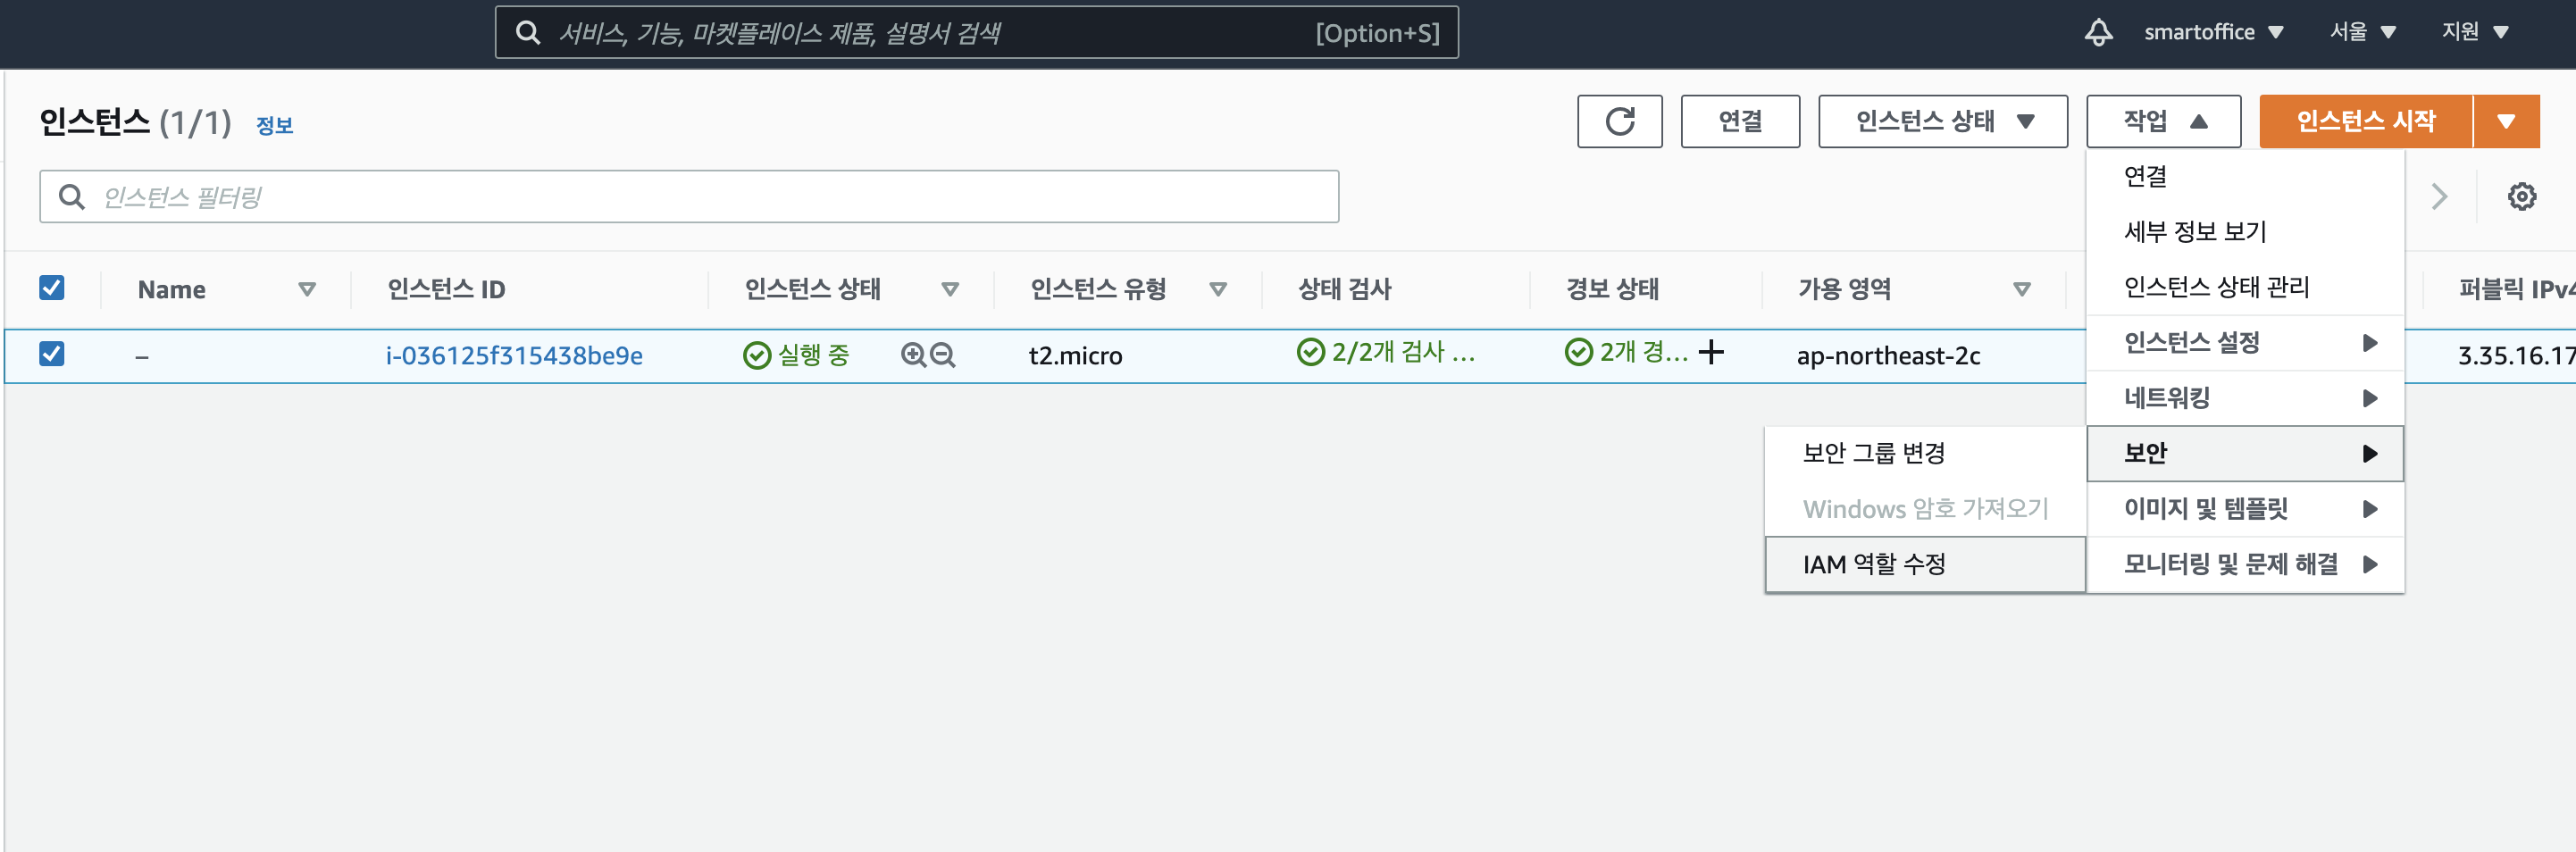 서비스, 기능, 마켓플레이스 제품, 설명서 검색 [Option+S] smartoffice 서울 지원
인스턴스 (1/1) 정보 연결 인스턴스 상태 작업 인스턴스 시작
인스턴스 필터링
Name 인스턴스 ID 인스턴스 상태 인스턴스 유형 상태 검사 경보 상태 가용 영역 퍼블릭 IPv4
– i-036125f315438be9e 실행 중 t2.micro 2/2개 검사 ... 2개 경... + ap-northeast-2c 3.35.16.17
연결
세부 정보 보기
인스턴스 상태 관리
인스턴스 설정
네트워킹
보안
이미지 및 템플릿
모니터링 및 문제 해결
보안 그룹 변경
Windows 암호 가져오기
IAM 역할 수정